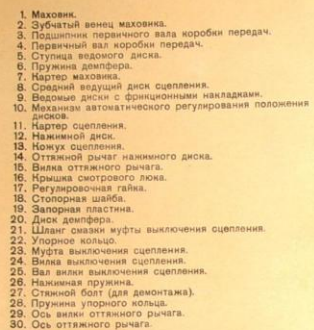 1. Маховик.
2. Зубчатый венец маховика.
3. Подшипник первичного вала коробки передач.
4. Первичный вал коробки передач.
5. Ступица ведомого диска.
6. Пружина демпфера.
7. Картер маховика.
8. Средний ведущий диск сцепления.
9. Ведомые диски с фрикционными накладками.
10. Механизм автоматического регулирования положения
дисков.
11. Картер сцепления.
12. Нажимной диск.
13. Кожух сцепления.
14. Оттяжной рычаг нажимного диска.
15. Вилка оттяжного рычага.
16. Крышка смотрового люка.
17. Регулировочная гайка.
18. Стопорная шайба.
19. Запорная пластина.
20. Диск демпфера.
21. Шланг смазки муфты выключения сцепления.
22. Упорное кольцо.
23. Муфта выключения сцепления.
24. Вилка выключения сцепления.
25. Вал вилки выключения сцепления.
26. Нажимная пружина.
27. Стяжной болт (для демонтажа).
28. Пружина упорного кольца.
29. Ось вилки оттяжного рычага.
30. Ось оттяжного рычага.